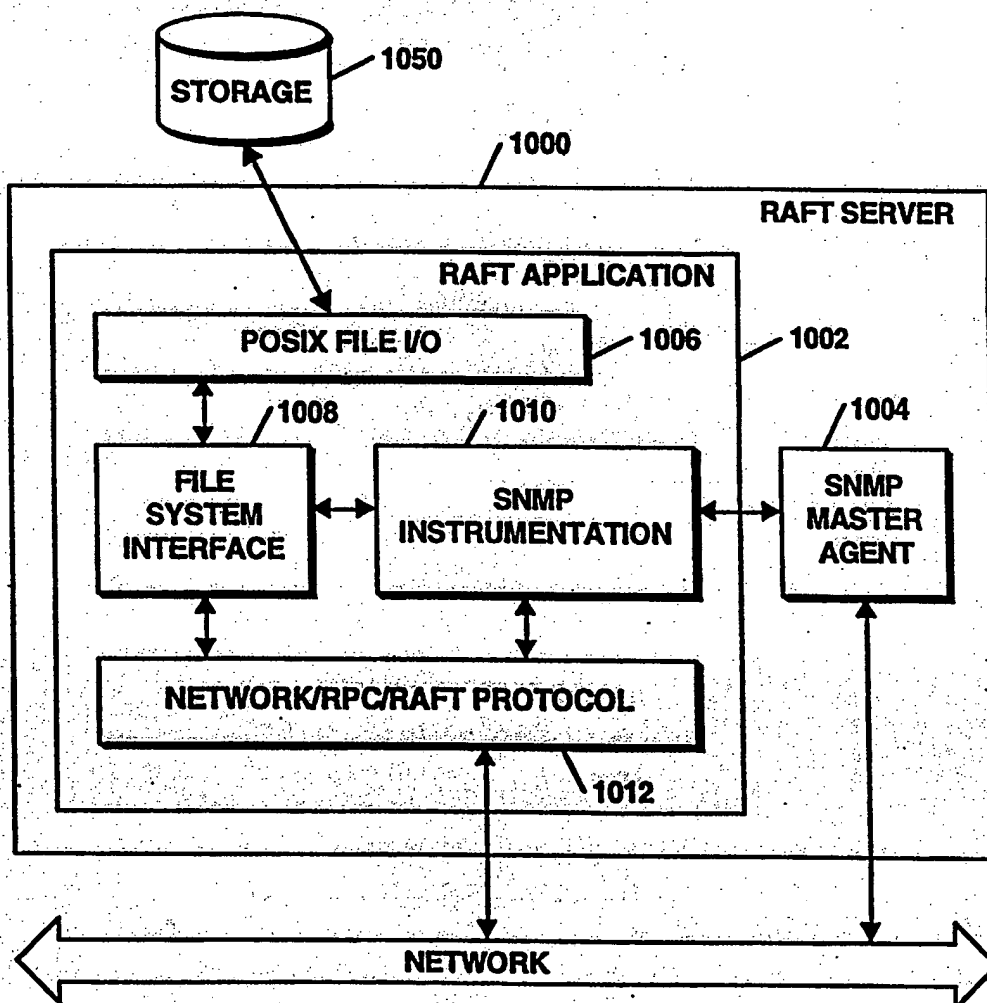 STORAGE
1050
1000
RAFT SERVER
RAFT APPLICATION
POSIX FILE I/O
1006
1002
1008
1010
1004
FILE
SYSTEM
INTERFACE
SNMP
INSTRUMENTATION
SNMP
MASTER
AGENT
NETWORK/RPC/RAFT PROTOCOL
1012
NETWORK